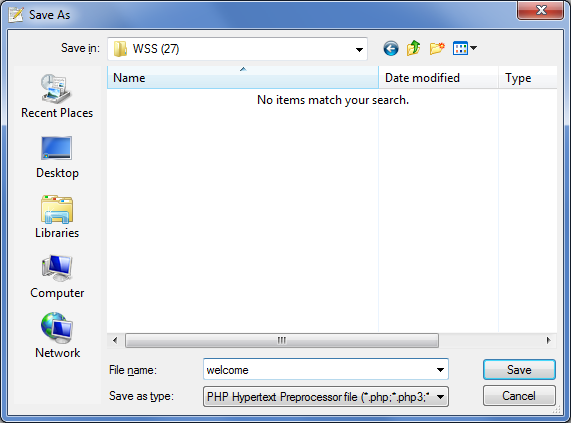 Save As
Save in: WSS (27)
Name Date modified Type
No items match your search.
Recent Places
Desktop
Libraries
Computer
Network
File name: welcome Save
Save as type: PHP Hypertext Preprocessor file (*.php;*.php3;* Cancel